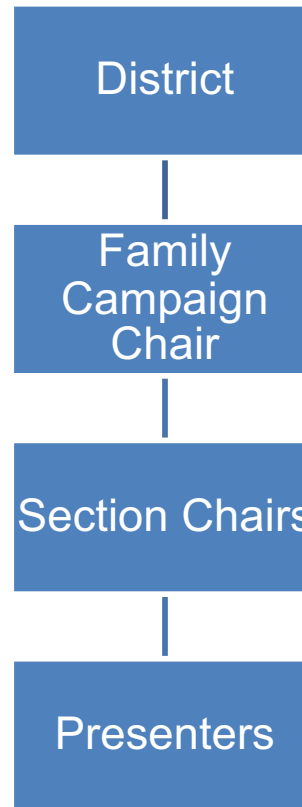 District
Family
Campaign
Chair
Section Chairs
Presenters